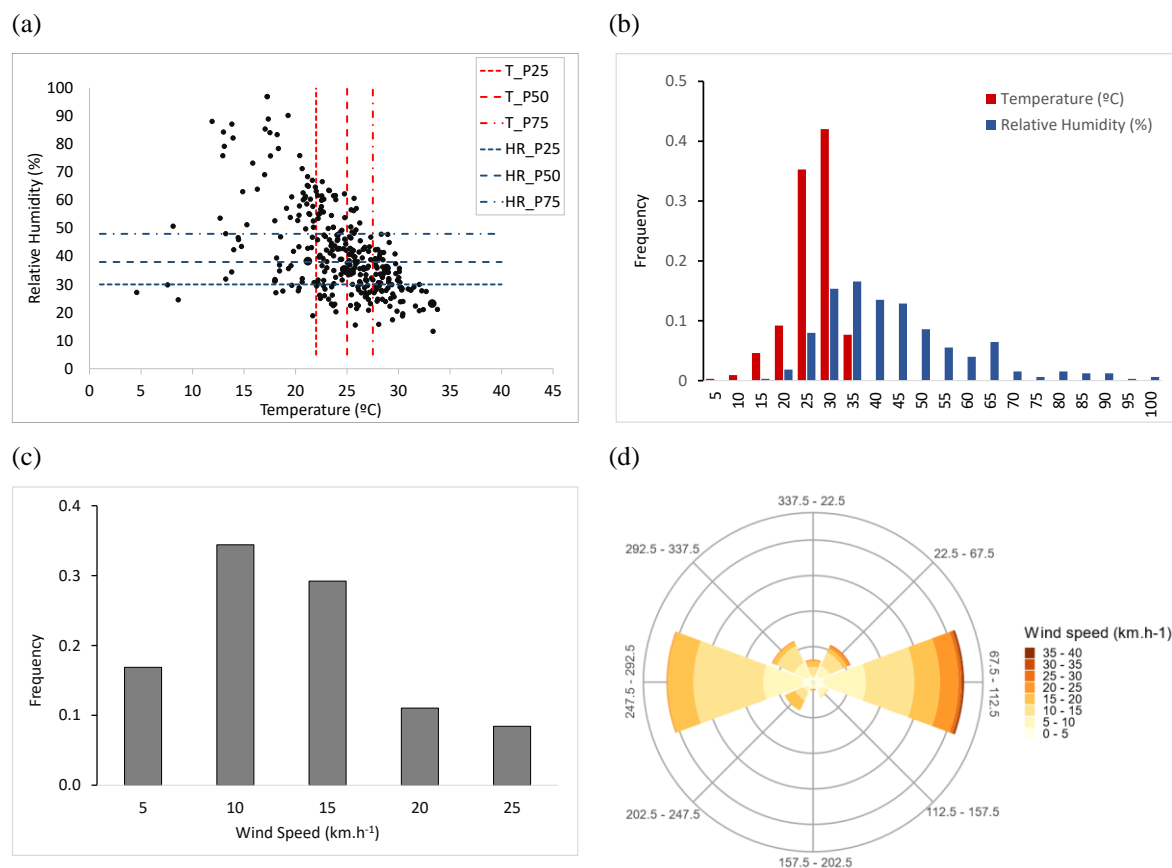 (a)
T_P25
T_P50
T_P75
HR_P25
HR_P50
HR_P75
100
90
80
70
60
50
40
30
20
10
0
Relative Humidity (%)
0 5 10 15 20 25 30 35 40 45
Temperature (ºC)
(b)
0.5
0.4
0.3
0.2
0.1
0
Frequency
Temperature (ºC)
Relative Humidity (%)
5 10 15 20 25 30 35 40 45 50 55 60 65 70 75 80 85 90 95 100
(c)
0.4
0.3
0.2
0.1
0.0
Frequency
5 10 15 20 25
Wind Speed (km.h-1)
(d)
337.5 - 22.5
292.5 - 337.5
22.5 - 67.5
247.5 - 292.5
67.5 - 112.5
202.5 - 247.5
112.5 - 157.5
157.5 - 202.5
Wind speed (km.h-1)
35 - 40
30 - 35
25 - 30
20 - 25
15 - 20
10 - 15
5 - 10
0 - 5